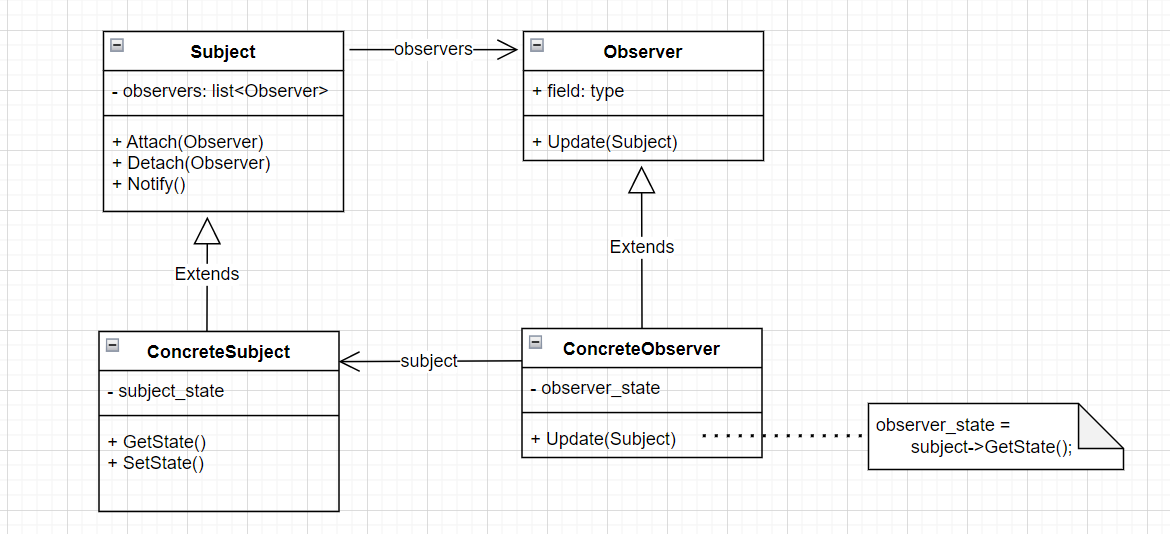 Subject
- observers: list<Observer>
+ Attach(Observer)
+ Detach(Observer)
+ Notify()
observers
Observer
+ field: type
+ Update(Subject)
Extends
Extends
ConcreteSubject
- subject_state
+ GetState()
+ SetState()
subject
ConcreteObserver
- observer_state
+ Update(Subject)
observer_state =
subject->GetState();